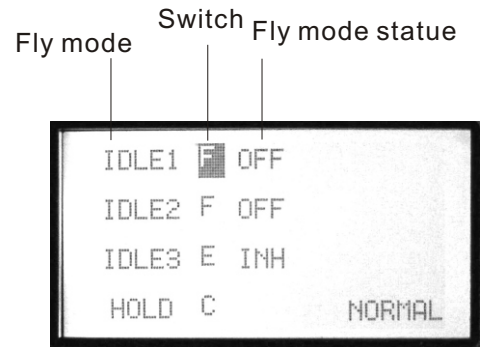 Switch
Fly mode
Fly mode statue
IDLE1 F OFF
IDLE2 F OFF
IDLE3 E INH
HOLD C NORMAL